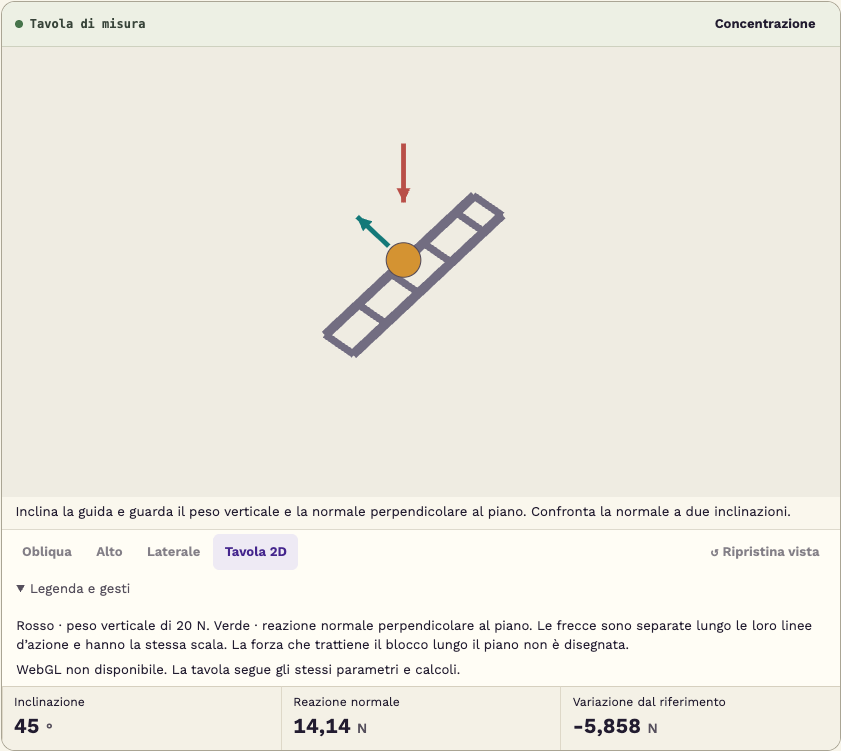 Tavola di misura
Concentrazione
Inclina la guida e guarda il peso verticale e la normale perpendicolare al piano. Confronta la normale a due inclinazioni.
Obliqua Alto Laterale Tavola 2D ↺ Ripristina vista
▼ Legenda e gesti
Rosso · peso verticale di 20 N. Verde · reazione normale perpendicolare al piano. Le frecce sono separate lungo le loro linee
d’azione e hanno la stessa scala. La forza che trattiene il blocco lungo il piano non è disegnata.
WebGL non disponibile. La tavola segue gli stessi parametri e calcoli.
Inclinazione
45 °
Reazione normale
14,14 N
Variazione dal riferimento
-5,858 N